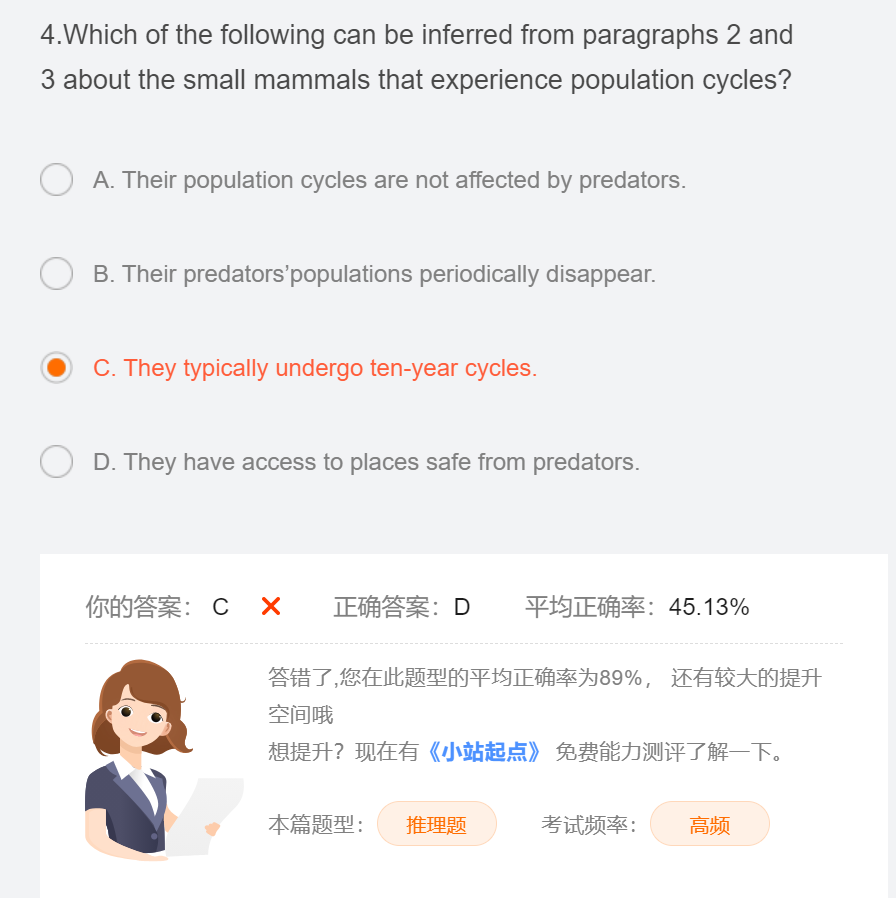 4.Which of the following can be inferred from paragraphs 2 and
3 about the small mammals that experience population cycles?
A. Their population cycles are not affected by predators.
B. Their predators’populations periodically disappear.
C. They typically undergo ten-year cycles.
D. They have access to places safe from predators.
你的答案： C 正确答案：D 平均正确率：45.13%
答错了,您在此题型的平均正确率为89%， 还有较大的提升
空间哦
想提升？现在有《小站起点》 免费能力测评了解一下。
本篇题型： 推理题 考试频率： 高频